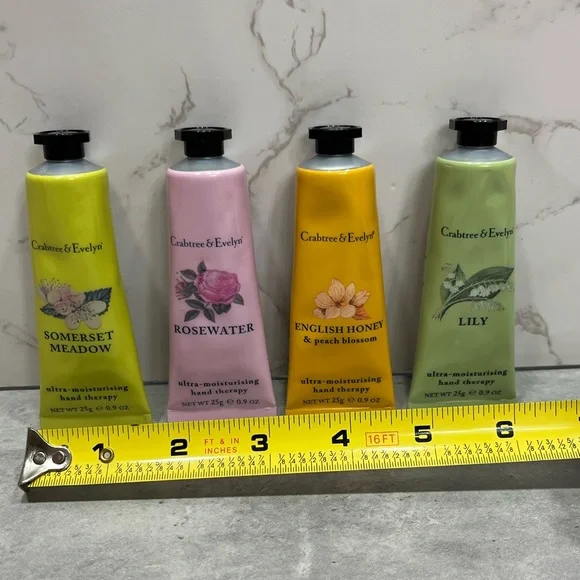 Crabtree & Evelyn®
SOMERSET
MEADOW
ultra-moisturising
hand therapy
NET WT 25g ℮ 0.9 OZ
Crabtree & Evelyn®
ROSEWATER
ultra-moisturising
hand therapy
NET WT 25g ℮ 0.9 OZ
Crabtree & Evelyn®
ENGLISH HONEY
& peach blossom
ultra-moisturising
hand therapy
NET WT 25g ℮ 0.9 OZ
Crabtree & Evelyn®
LILY
ultra-moisturising
hand therapy
NET WT 25g ℮ 0.9 OZ
1 2 FT & IN 3 4 16FT 5 6
INCHES